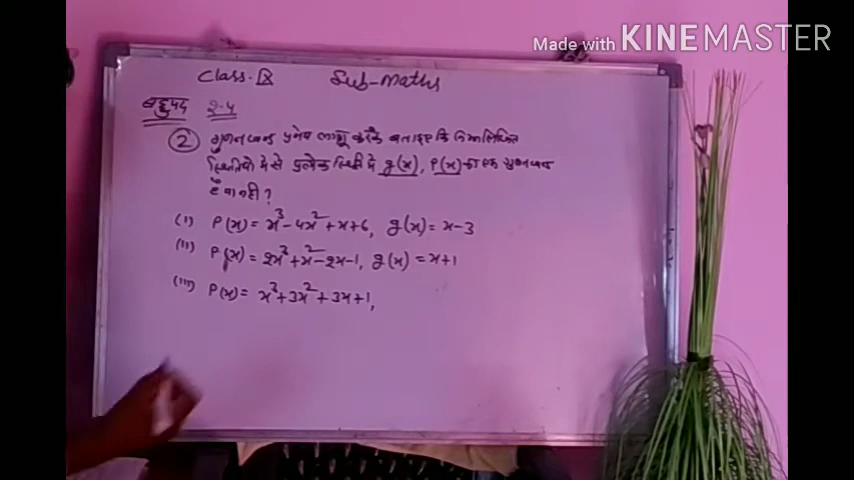 Made with KINEMASTER
Class-IX Sub-Maths
बहुपद 2.4
(2) गुणनखण्ड प्रमेय लागू करके बताइए कि निम्नलिखित
स्थितियो मे से प्रत्येक स्थिति मे g(x), P(x) का एक गुणनखण्ड
है या नही ?
(i) P(x) = x³-4x²+x+6, g(x) = x-3
(ii) P(x) = 2x³+x²-2x-1, g(x) = x+1
(iii) P(x) = x³+3x²+3x+1,